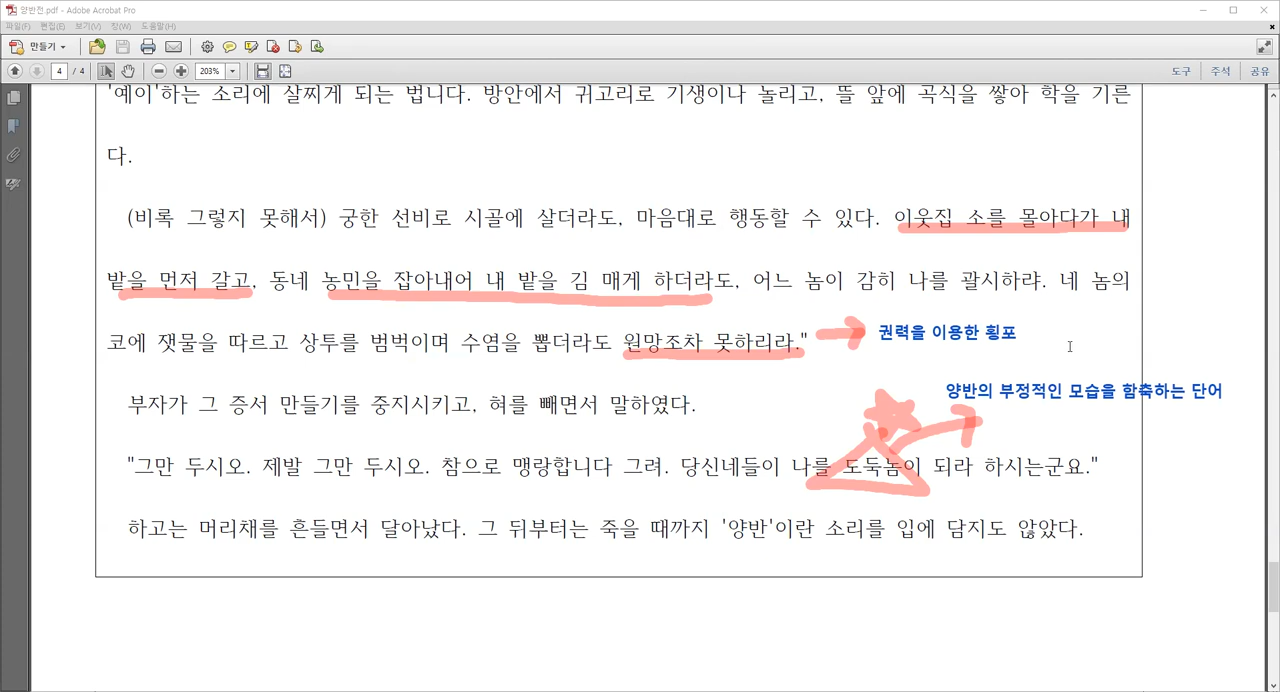 양반전.pdf - Adobe Acrobat Pro
파일(F) 편집(E) 보기(V) 창(W) 도움말(H)
만들기
4 / 4 203% 도구 주석 공유
'예이'하는 소리에 살찌게 되는 법니다. 방안에서 귀고리로 기생이나 놀리고, 뜰 앞에 곡식을 쌓아 학을 기른
다.
(비록 그렇지 못해서) 궁한 선비로 시골에 살더라도, 마음대로 행동할 수 있다. 이웃집 소를 몰아다가 내
밭을 먼저 갈고, 동네 농민을 잡아내어 내 밭을 김 매게 하더라도, 어느 놈이 감히 나를 괄시하랴. 네 놈의
코에 잿물을 따르고 상투를 범벅이며 수염을 뽑더라도 원망조차 못하리라."
권력을 이용한 횡포
양반의 부정적인 모습을 함축하는 단어
부자가 그 증서 만들기를 중지시키고, 혀를 빼면서 말하였다.
"그만 두시오. 제발 그만 두시오. 참으로 맹랑합니다 그려. 당신네들이 나를 도둑놈이 되라 하시는군요."
하고는 머리채를 흔들면서 달아났다. 그 뒤부터는 죽을 때까지 '양반'이란 소리를 입에 담지도 않았다.